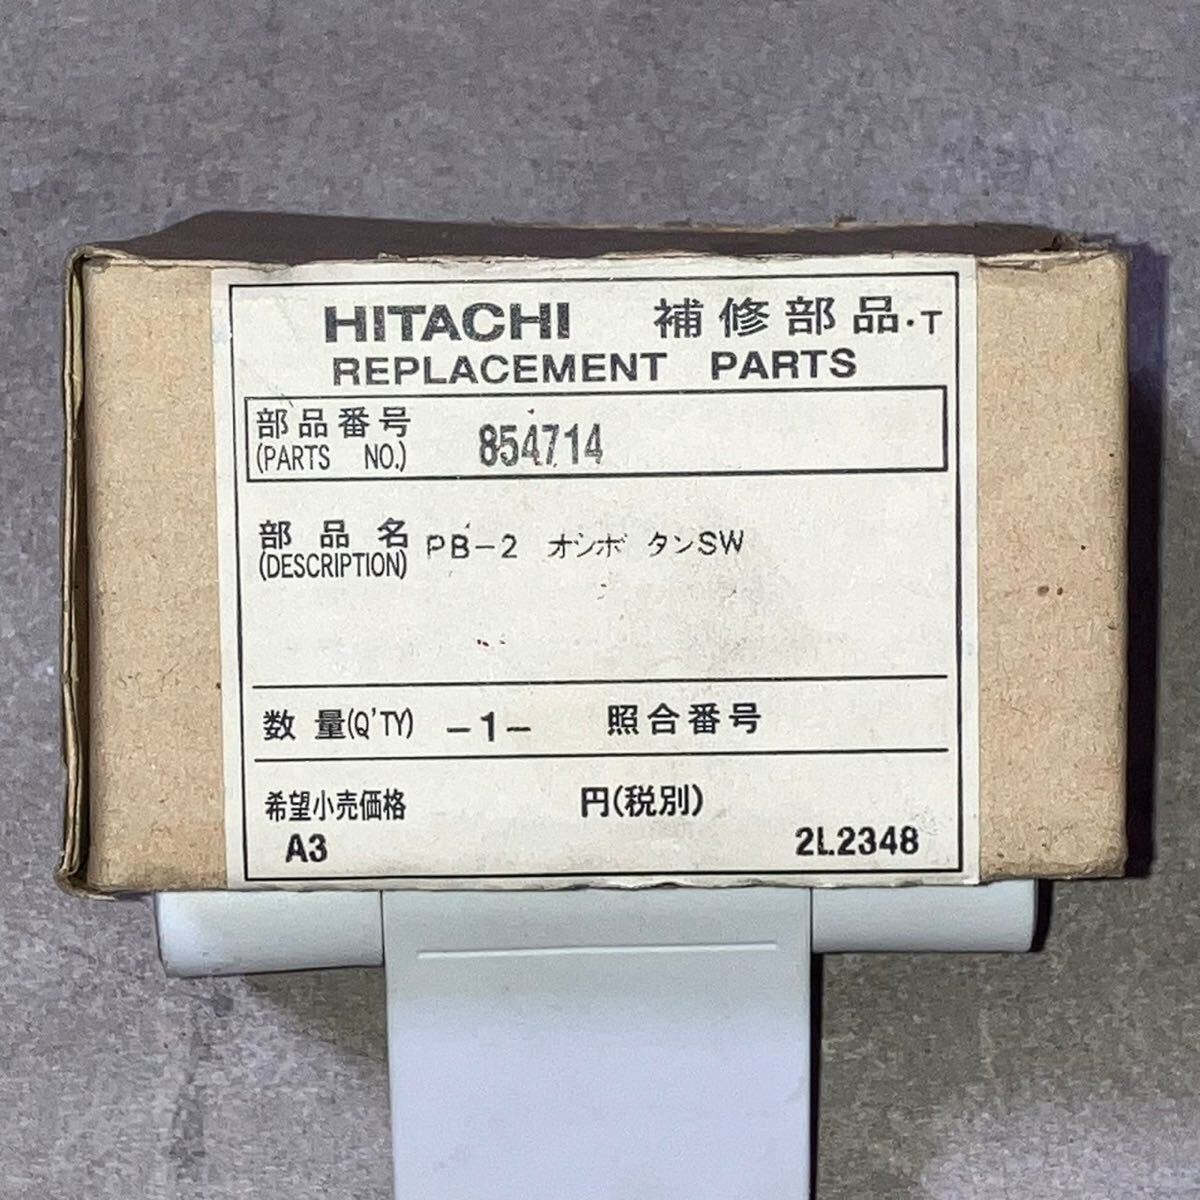 HITACHI 補修部品・T
REPLACEMENT PARTS
部品番号
(PARTS NO.) 854714
部品名
(DESCRIPTION) PB-2 オシボ タンSW
数量(Q'TY) -1- 照合番号
希望小売価格 円(税別)
A3 2L2348